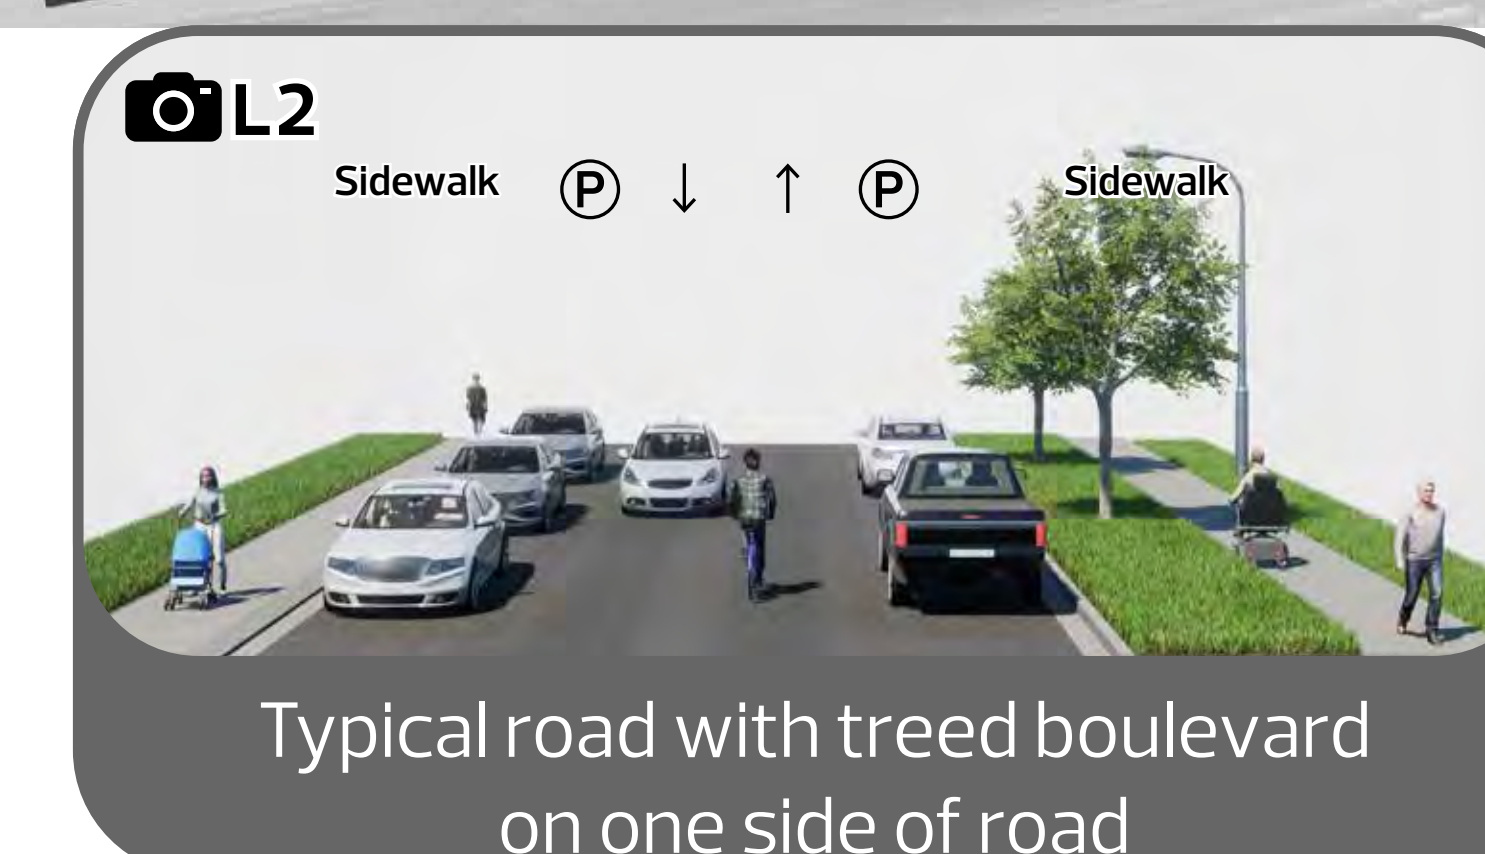 L2
Sidewalk P ↓ ↑ P Sidewalk
Typical road with treed boulevard
on one side of road